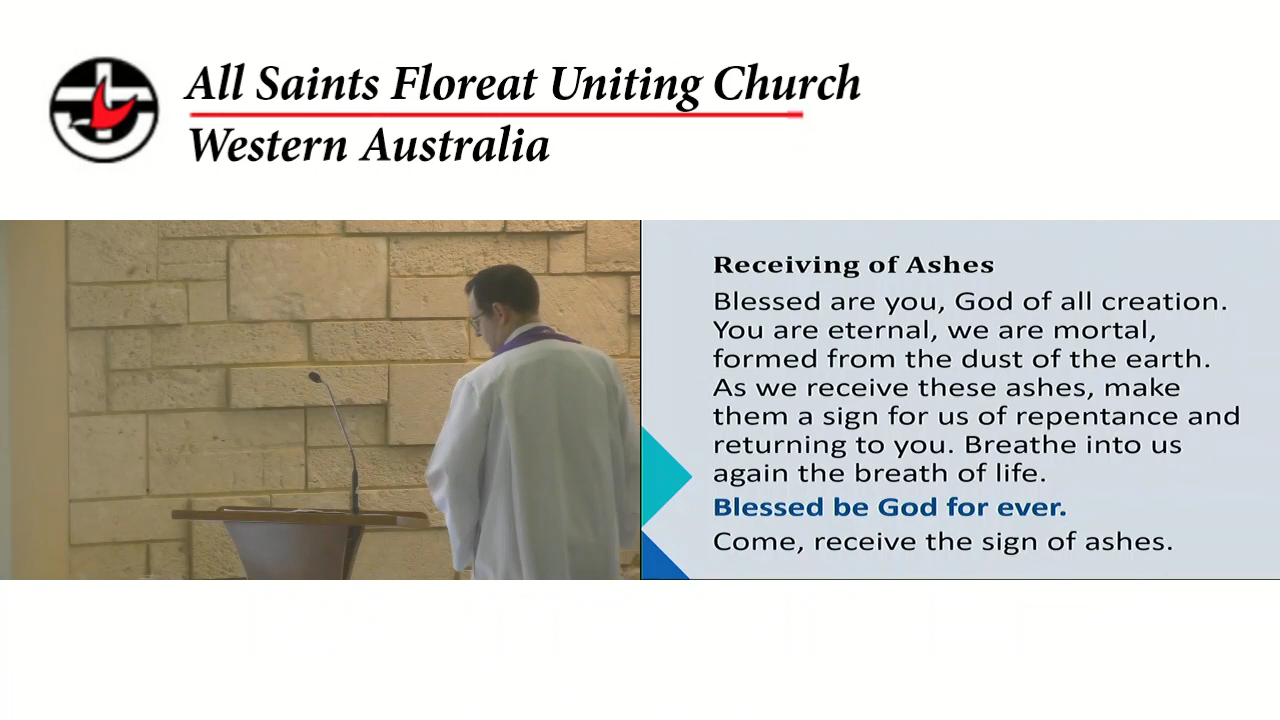 All Saints Floreat Uniting Church
Western Australia
Receiving of Ashes
Blessed are you, God of all creation.
You are eternal, we are mortal,
formed from the dust of the earth.
As we receive these ashes, make
them a sign for us of repentance and
returning to you. Breathe into us
again the breath of life.
Blessed be God for ever.
Come, receive the sign of ashes.